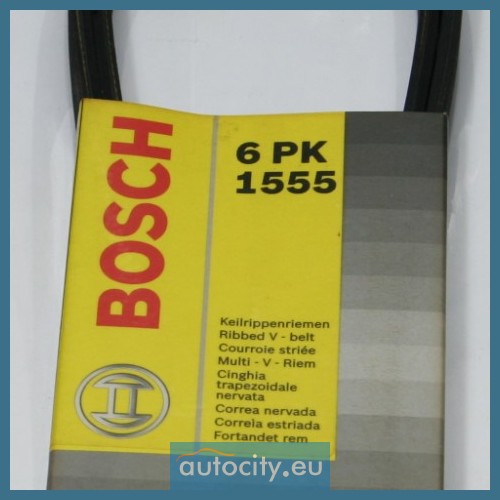 BOSCH
6 PK
1555
Keilrippenriemen
Ribbed V - belt
Courroie striée
Multi - V - Riem
Cinghia
trapezoidale
nervata
Correa nervada
Correla estriada
Fortandet rem
autocity.eu